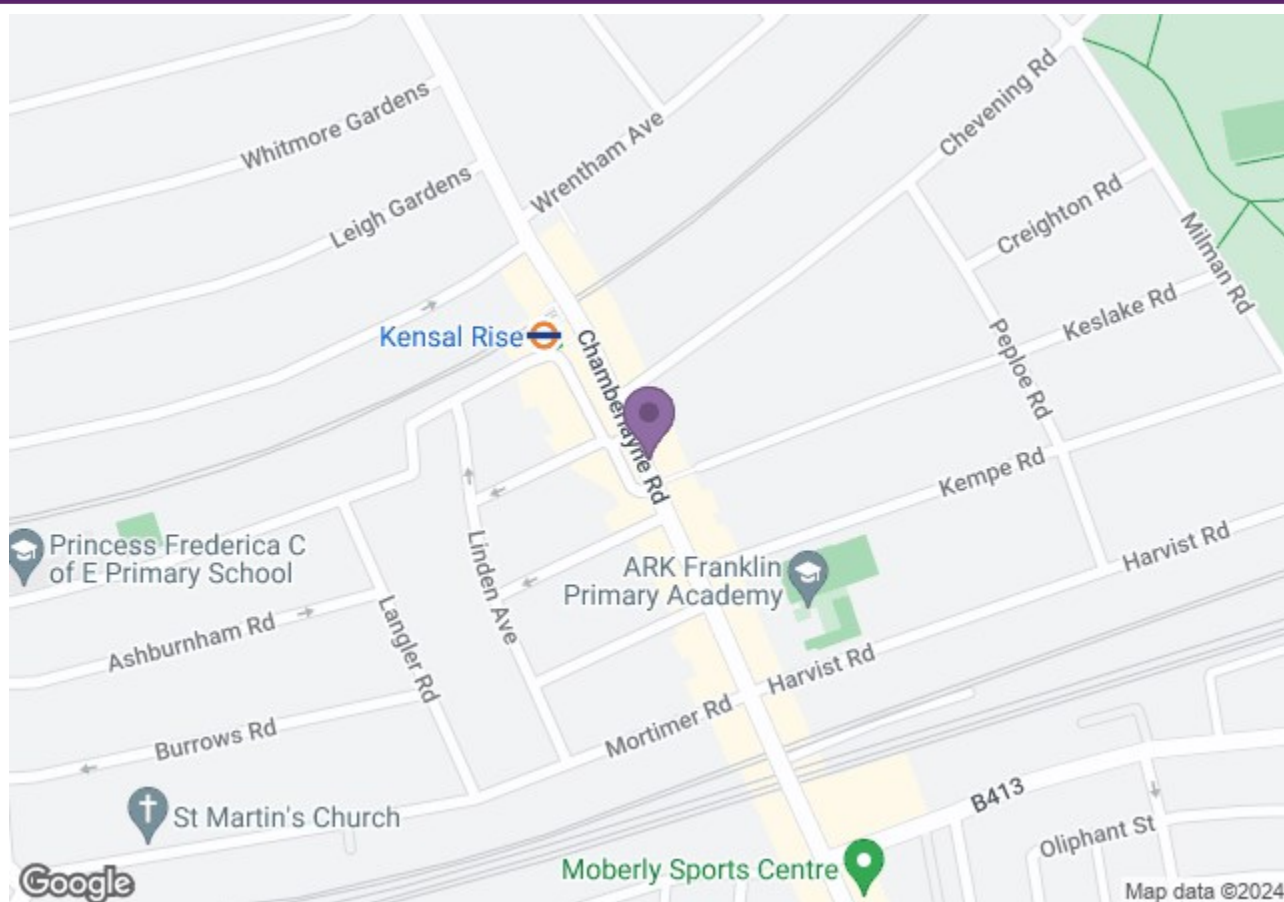 Whitmore Gardens
Wrentham Ave
Chevening Rd
Leigh Gardens
Creighton Rd
Milman Rd
Keslake Rd
Kensal Rise
Peploe Rd
Chamberlayne Rd
Kempe Rd
Harvist Rd
Princess Frederica C
of E Primary School
Linden Ave
ARK Franklin
Primary Academy
Ashburnham Rd
Langler Rd
Harvist Rd
Mortimer Rd
Burrows Rd
B413
St Martin's Church
Oliphant St
Moberly Sports Centre
Google
Map data ©2024